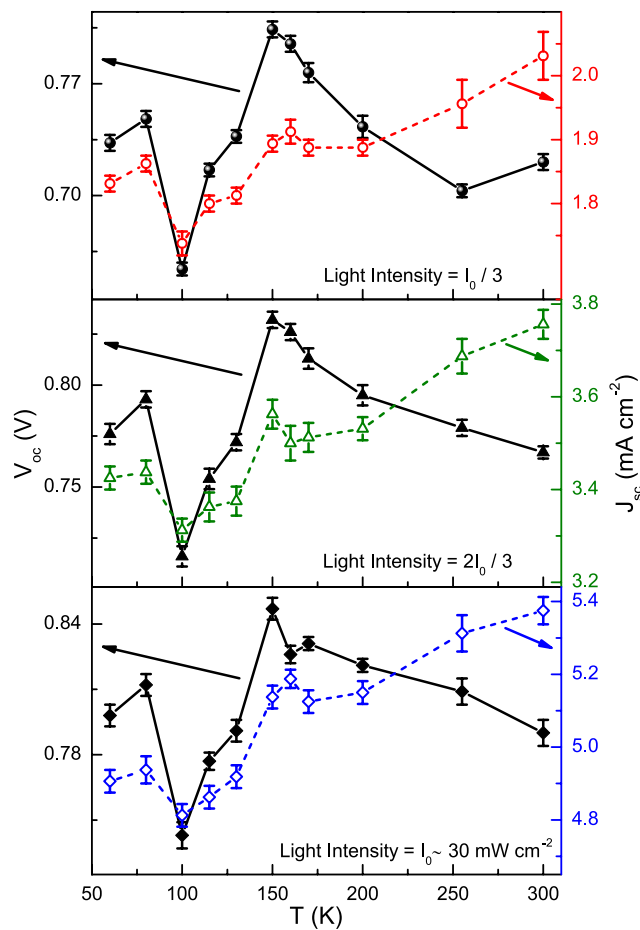 0.77
0.70
2.0
1.9
1.8
Light Intensity = I0 / 3
0.80
0.75
3.8
3.6
3.4
3.2
Light Intensity = 2I0 / 3
Voc (V)
Jsc (mA cm-2)
0.84
0.78
5.4
5.2
5.0
4.8
Light Intensity = I0~ 30 mW cm-2
50 100 150 200 250 300
T (K)